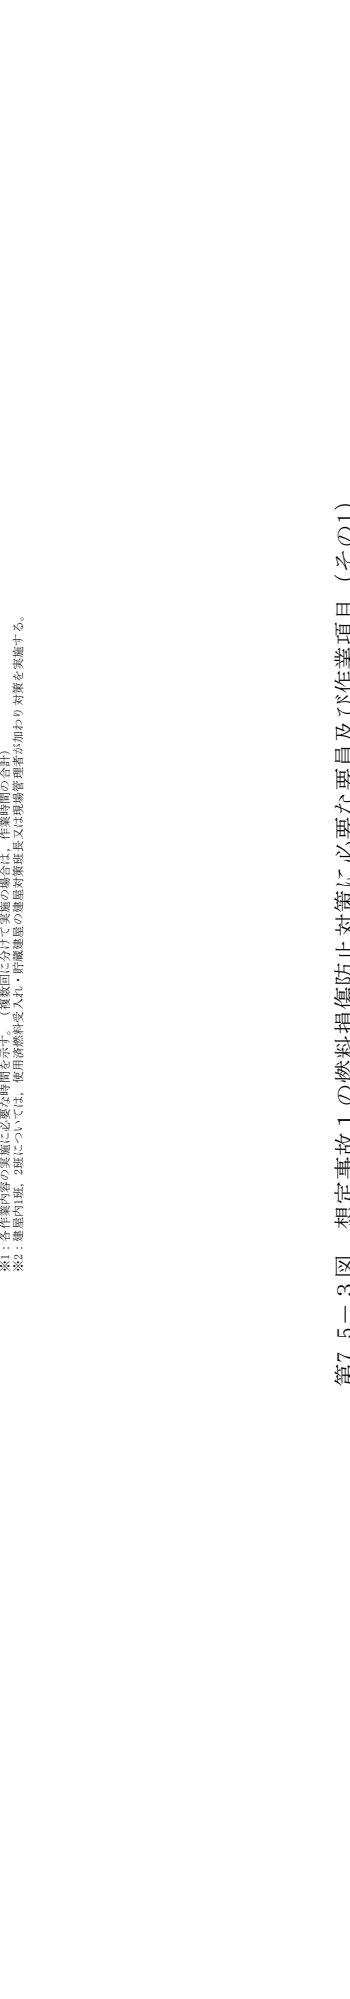 ※1：各作業内容の実施に必要な時間を示す。（複数回に分けて実施の場合は，作業時間の合計）
※2：建屋内1班，2班については，使用済燃料受入れ・貯蔵建屋の建屋対策班長又は現場管理者が加わり対策を実施する。
第7.5－3図　想定事故1の燃料損傷防止対策に必要な要員及び作業項目（その1）